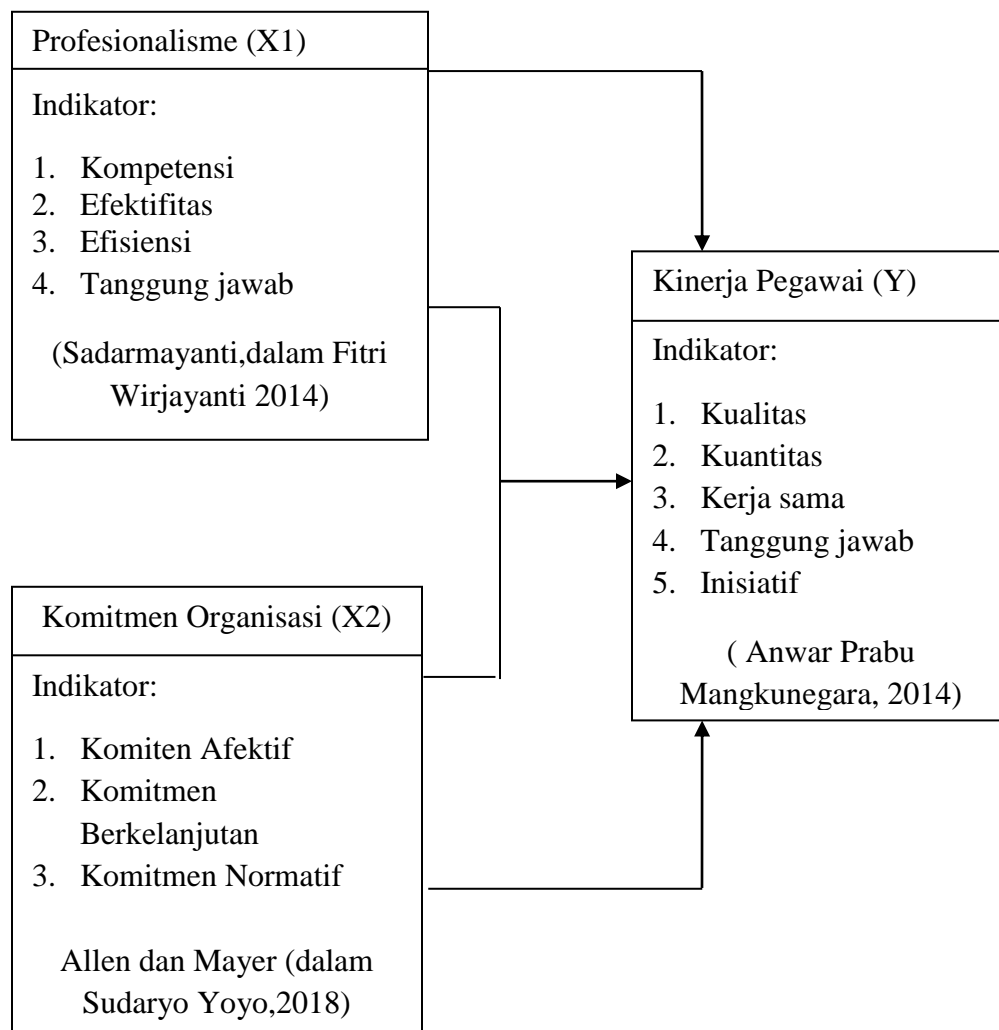 Profesionalisme (X1)
Indikator:
1. Kompetensi
2. Efektifitas
3. Efisiensi
4. Tanggung jawab
(Sadarmayanti,dalam Fitri
Wirjayanti 2014)
Kinerja Pegawai (Y)
Indikator:
1. Kualitas
2. Kuantitas
3. Kerja sama
4. Tanggung jawab
5. Inisiatif
( Anwar Prabu
Mangkunegara, 2014)
Komitmen Organisasi (X2)
Indikator:
1. Komiten Afektif
2. Komitmen
Berkelanjutan
3. Komitmen Normatif
Allen dan Mayer (dalam
Sudaryo Yoyo,2018)